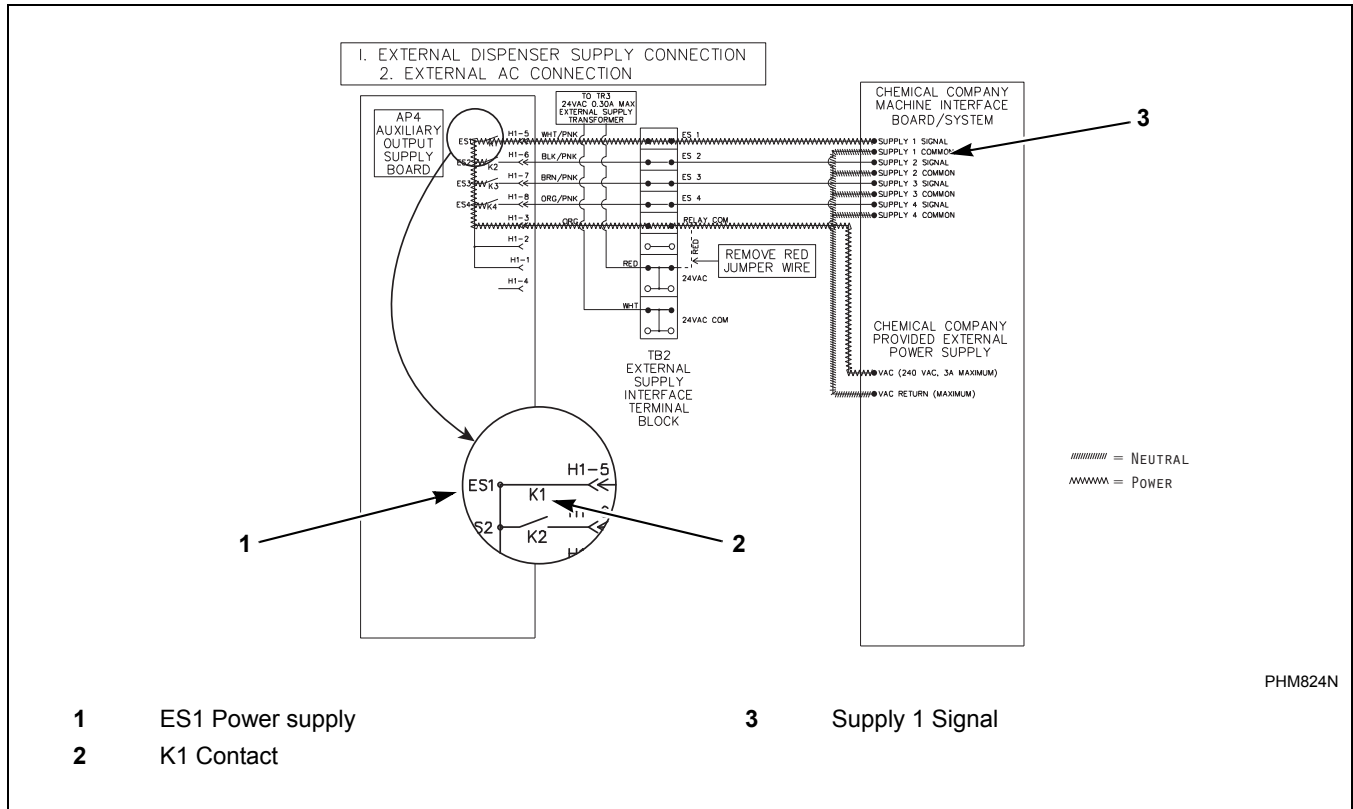 1. EXTERNAL DISPENSER SUPPLY CONNECTION
2. EXTERNAL AC CONNECTION
AP4
AUXILIARY
OUTPUT
SUPPLY
BOARD
TO TR3
24VAC 0.30A MAX
EXTERNAL SUPPLY
TRANSFORMER
CHEMICAL COMPANY
MACHINE INTERFACE
BOARD/SYSTEM
3
ES1 K1 H1-5 WHT/PNK ES 1 SUPPLY 1 SIGNAL
SUPPLY 1 COMMON
ES2 K2 H1-6 BLK/PNK ES 2 SUPPLY 2 SIGNAL
SUPPLY 2 COMMON
ES3 K3 H1-7 BRN/PNK ES 3 SUPPLY 3 SIGNAL
SUPPLY 3 COMMON
ES4 K4 H1-8 ORG/PNK ES 4 SUPPLY 4 SIGNAL
SUPPLY 4 COMMON
H1-3 ORG RELAY COM
H1-2
H1-1
H1-4
RED
RED
REMOVE RED
JUMPER WIRE
24VAC
WHT
24VAC COM
TB2
EXTERNAL
SUPPLY
INTERFACE
TERMINAL
BLOCK
CHEMICAL COMPANY
PROVIDED EXTERNAL
POWER SUPPLY
VAC (240 VAC, 3A MAXIMUM)
VAC RETURN (MAXIMUM)
= NEUTRAL
= POWER
1
ES1 K1 H1-5
S2 K2
2
PHM824N
1 ES1 Power supply
2 K1 Contact
3 Supply 1 Signal